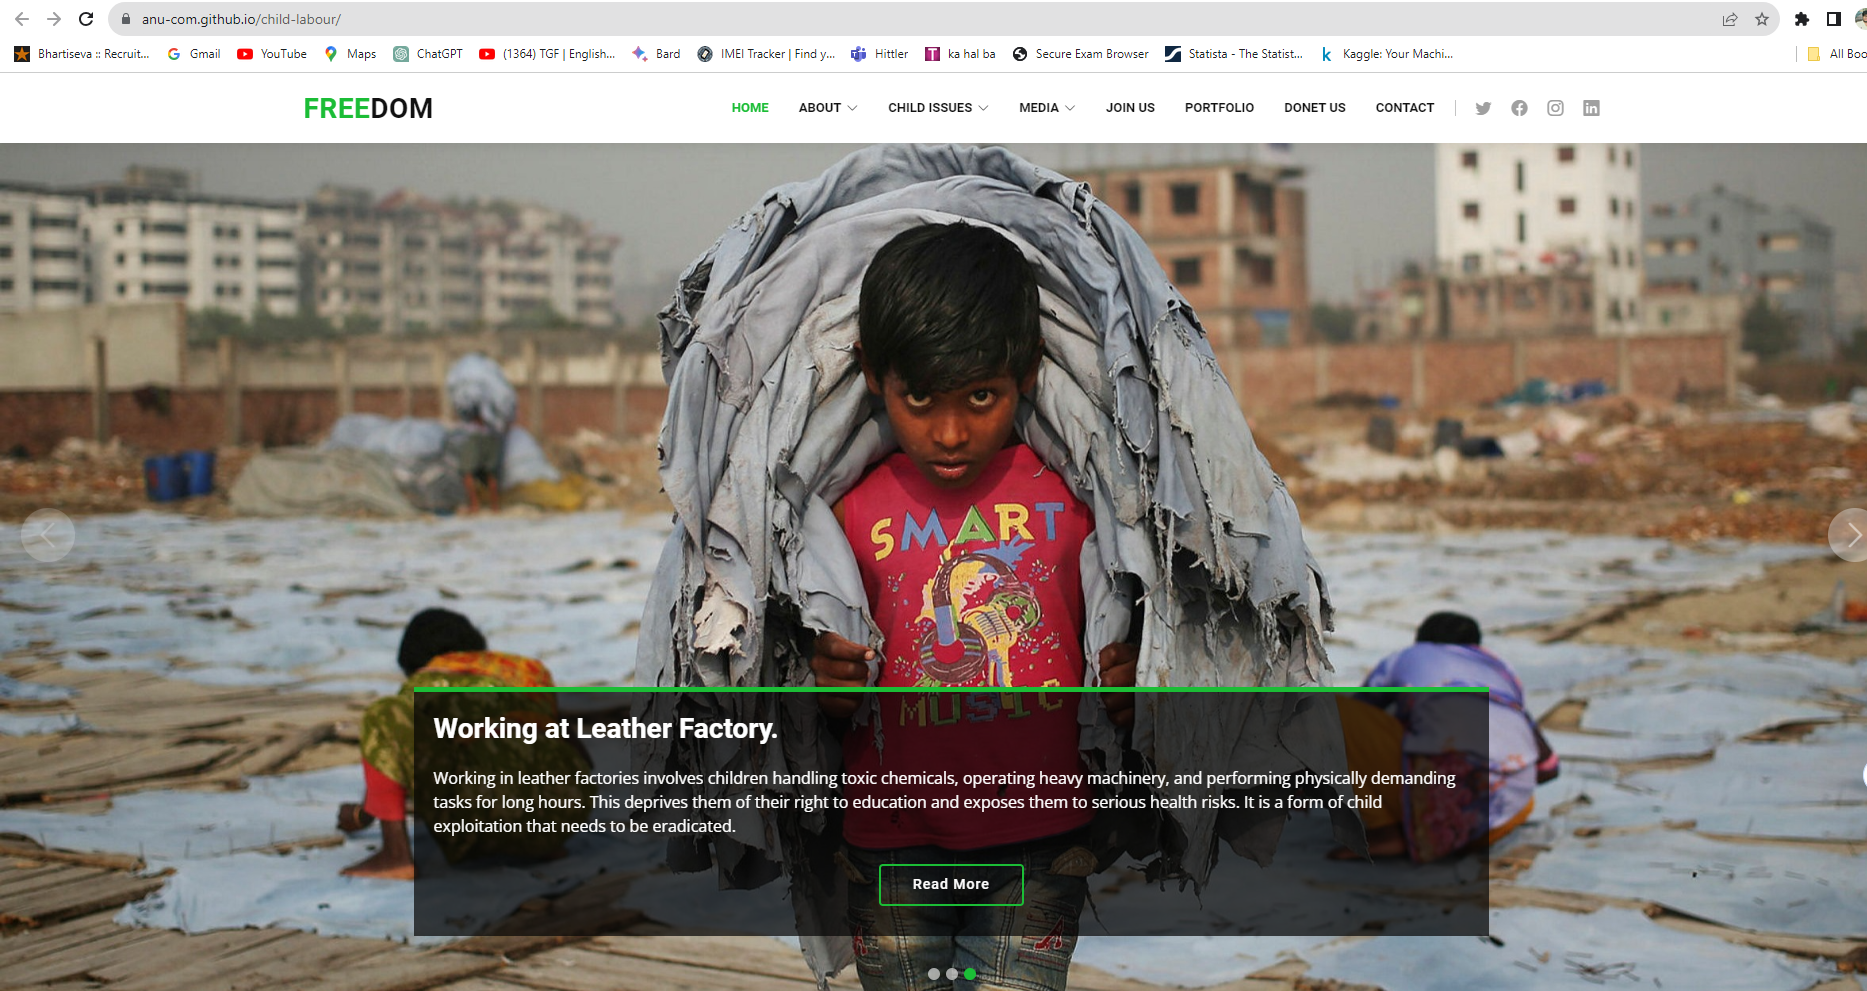 anu-com.github.io/child-labour/
Bhartiseva :: Recruit...
Gmail
YouTube
Maps
ChatGPT
(1364) TGF | English...
Bard
IMEI Tracker | Find y...
Hittler
ka hal ba
Secure Exam Browser
Statista - The Statist...
Kaggle: Your Machi...
All Boo
FREEDOM
HOME
ABOUT
CHILD ISSUES
MEDIA
JOIN US
PORTFOLIO
DONET US
CONTACT
SMART
MUSIC
Working at Leather Factory.
Working in leather factories involves children handling toxic chemicals, operating heavy machinery, and performing physically demanding
tasks for long hours. This deprives them of their right to education and exposes them to serious health risks. It is a form of child
exploitation that needs to be eradicated.
Read More